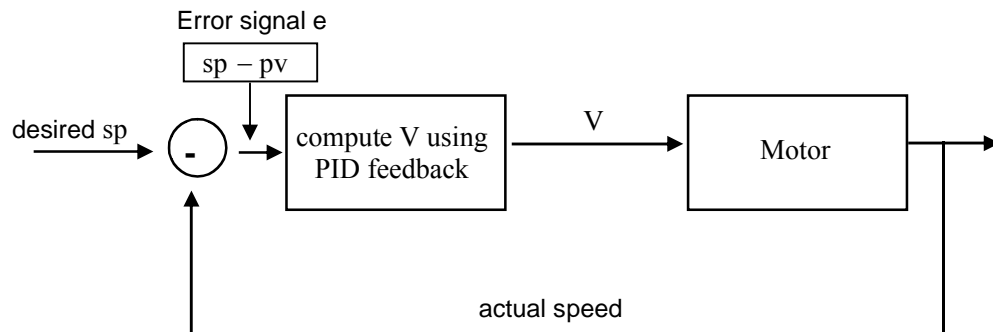 Error signal e
sp – pv
desired sp
-
compute V using
PID feedback
V
Motor
actual speed